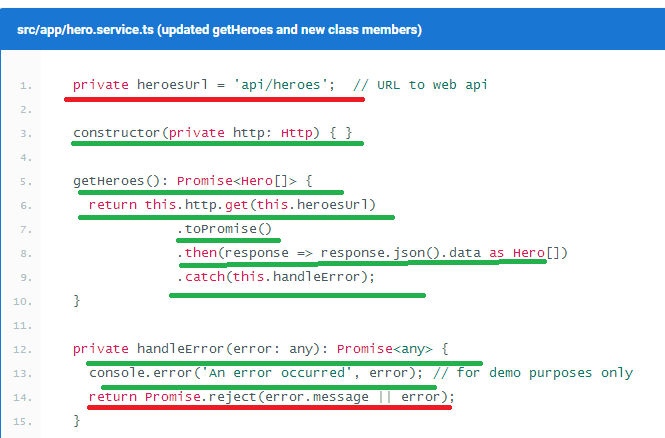 src/app/hero.service.ts (updated getHeroes and new class members)
1. private heroesUrl = 'api/heroes';  // URL to web api
2.
3. constructor(private http: Http) { }
4.
5. getHeroes(): Promise<Hero[]> {
6.   return this.http.get(this.heroesUrl)
7.              .toPromise()
8.              .then(response => response.json().data as Hero[])
9.              .catch(this.handleError);
10. }
11.
12. private handleError(error: any): Promise<any> {
13.   console.error('An error occurred', error); // for demo purposes only
14.   return Promise.reject(error.message || error);
15. }